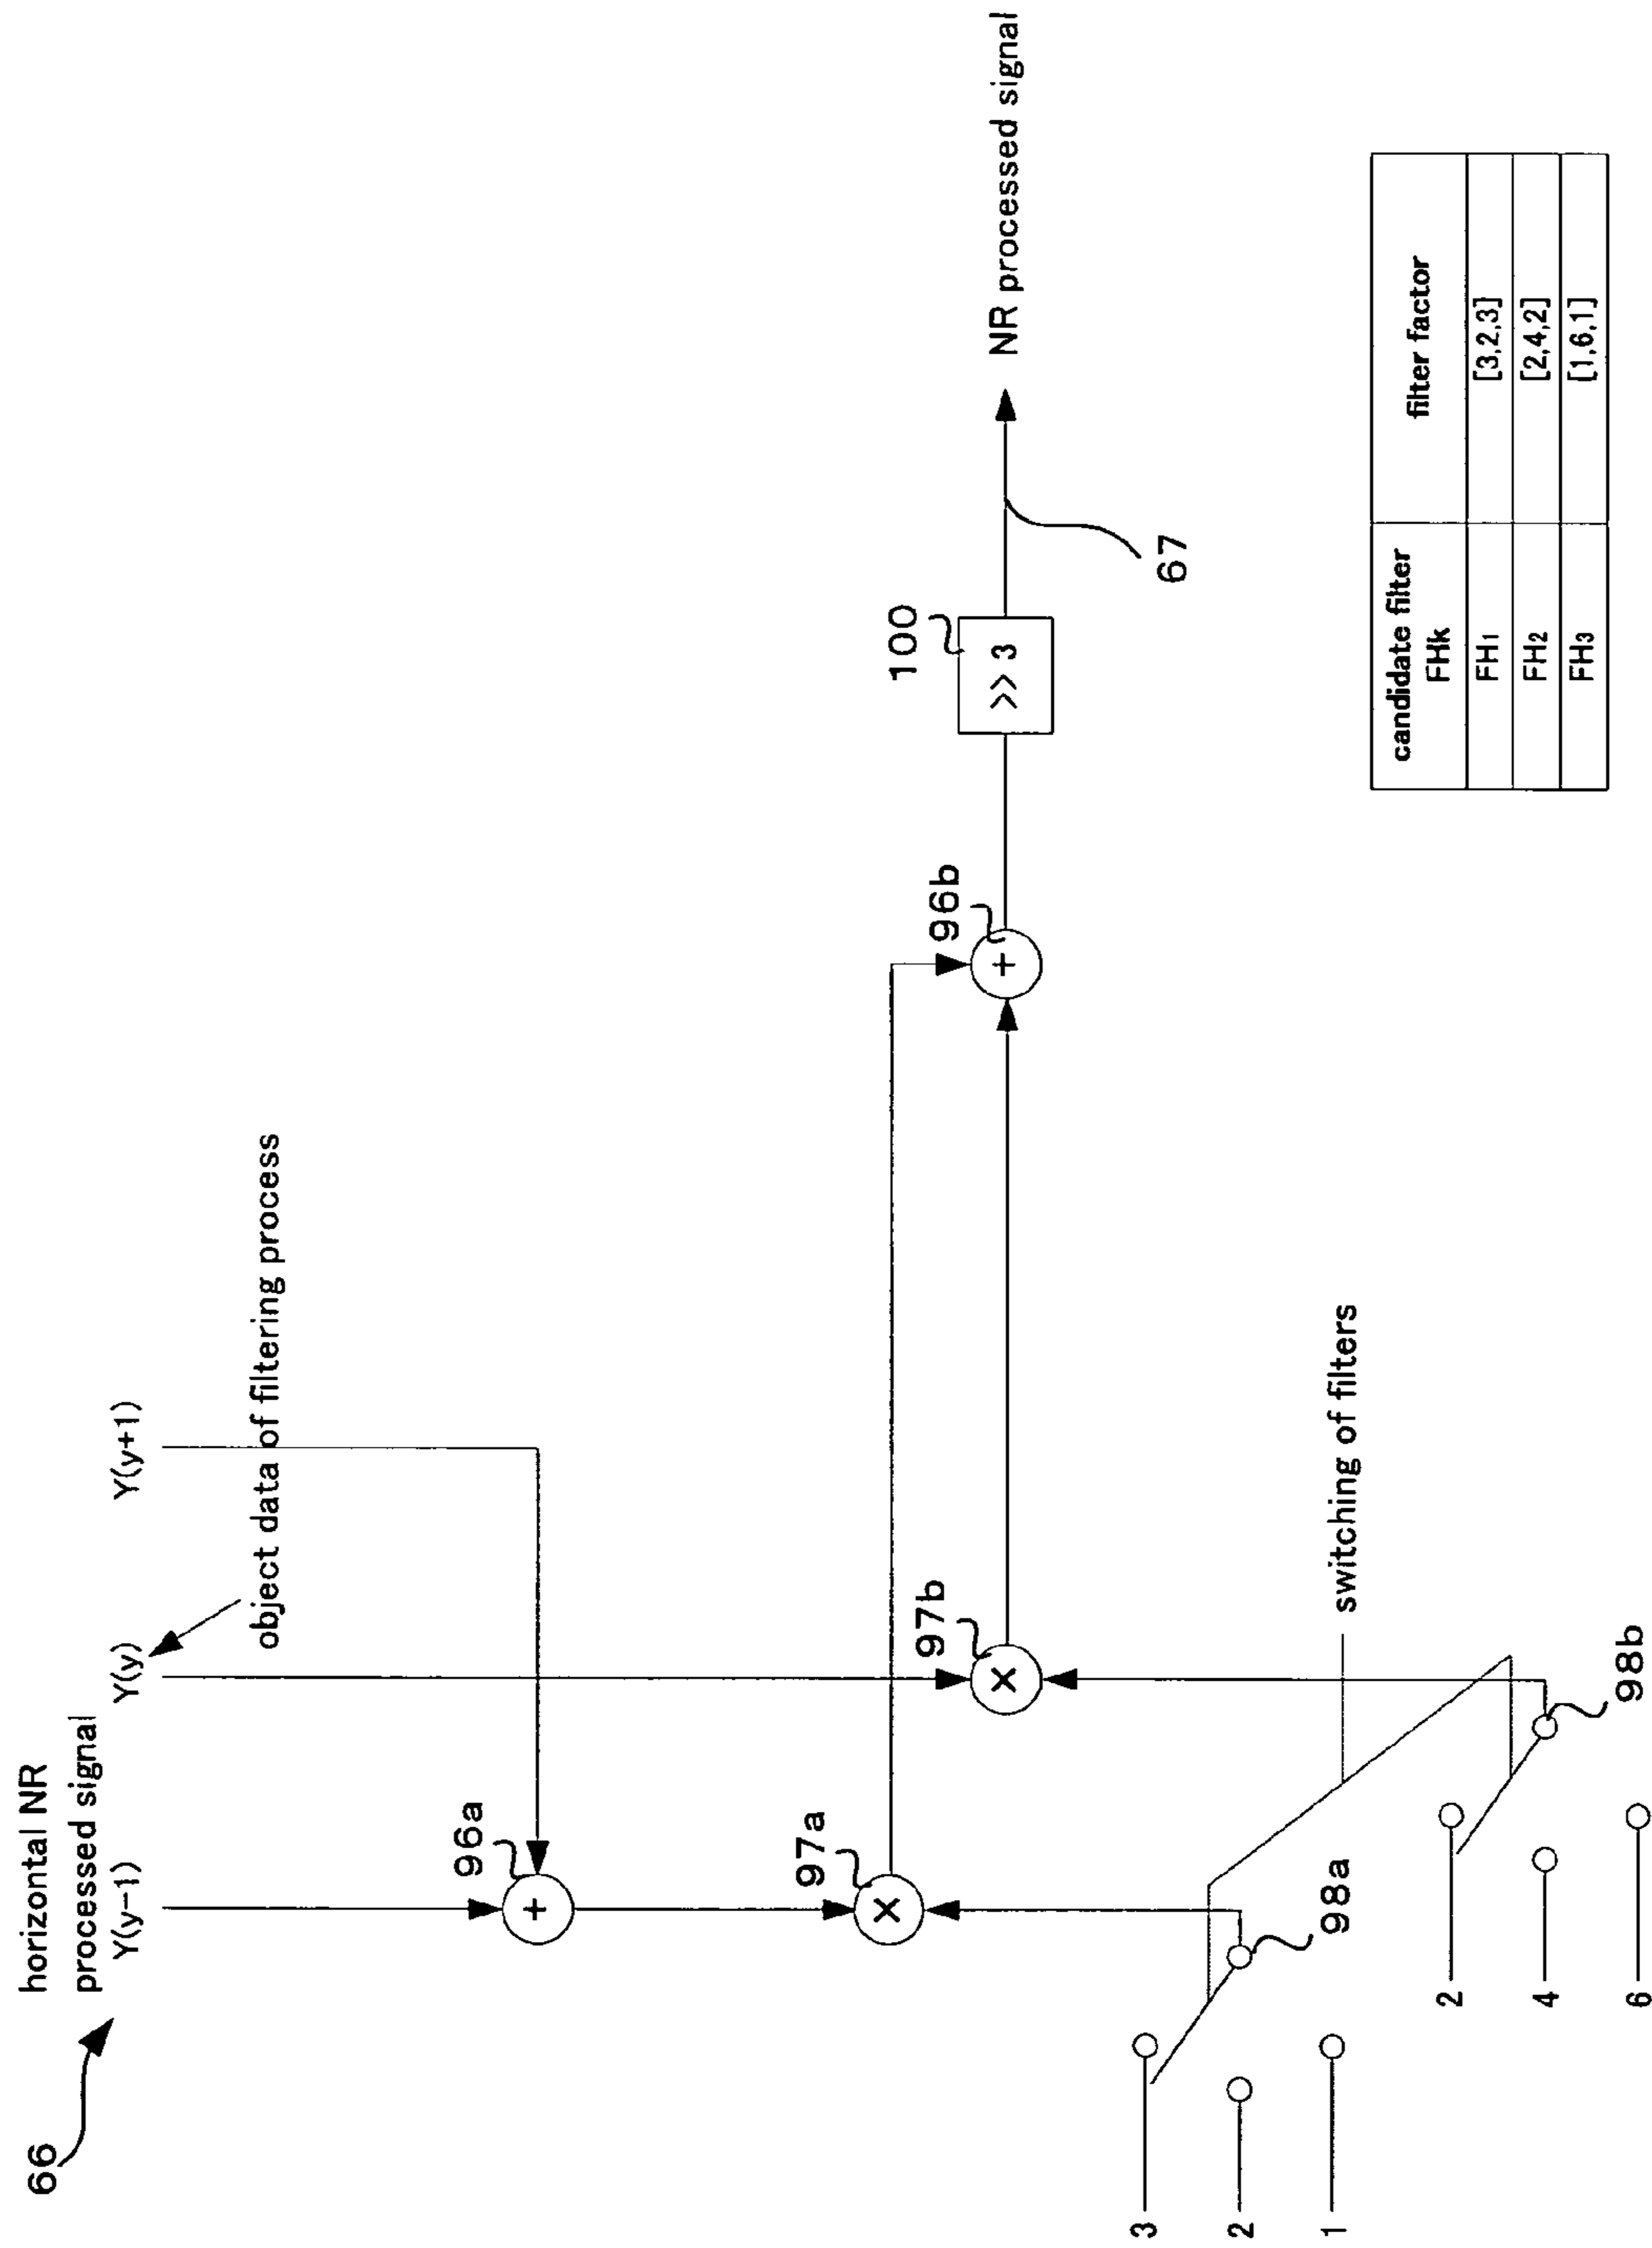 66
horizontal NR
processed signal
Y(y-1)
Y(y)
Y(y+1)
object data of filtering process
96a
97a
97b
96b
100
>> 3
67
NR processed signal
98a
3
2
1
switching of filters
98b
2
4
6
candidate filter
FHk
filter factor
FH1
[3,2,3]
FH2
[2,4,2]
FH3
[1,6,1]
+
×
×
+